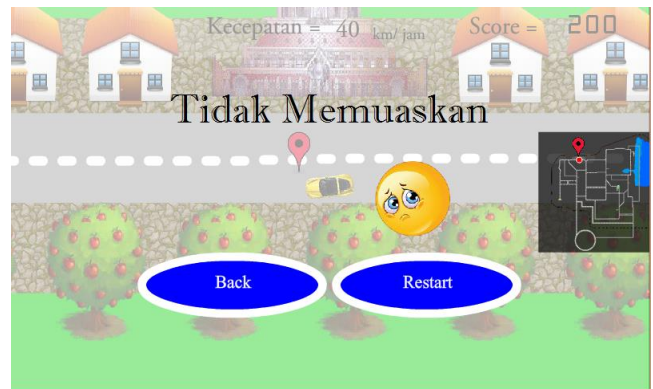 Kecepatan = 40 km/ jam Score = 200
Tidak Memuaskan
Back Restart